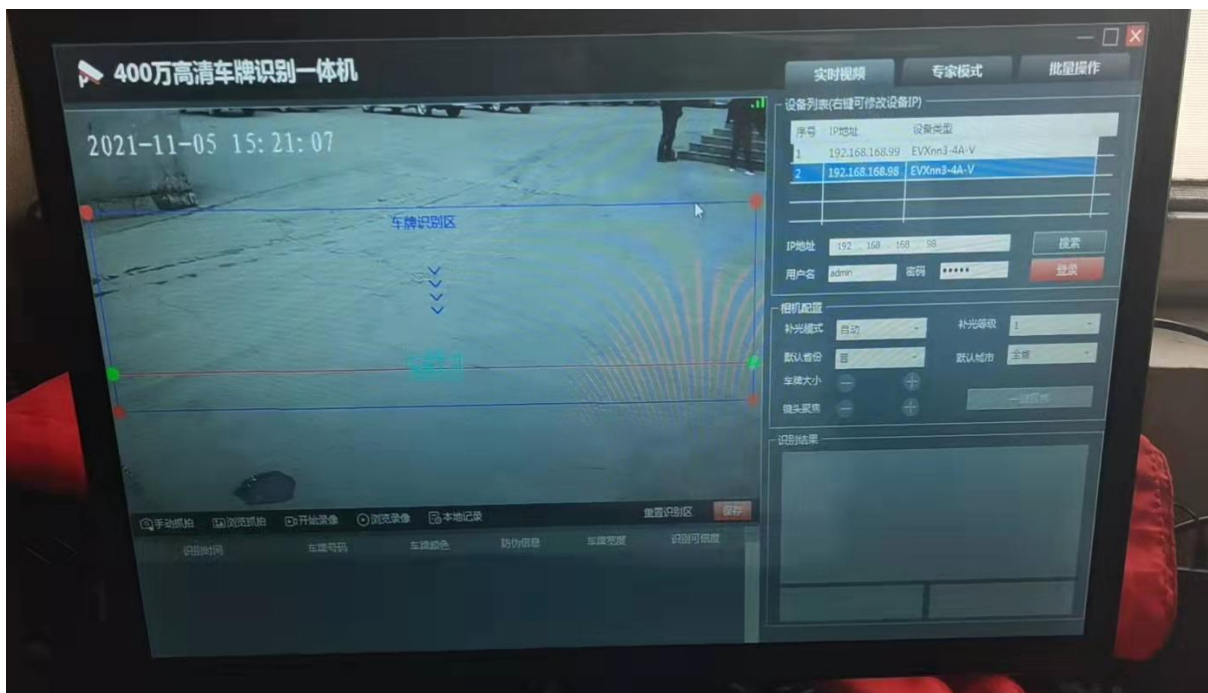 400万高清车牌识别一体机
实时视频 专家模式 批量操作
2021-11-05 15:21:07
车牌识别区
设备列表(右键可修改设备IP)
序号 IP地址 设备类型
1 192.168.168.99 EVXnn3-4A-V
2 192.168.168.98 EVXnn3-4A-V
IP地址 192 . 168 . 168 . 98 搜索
用户名 admin 密码 ••••• 登录
相机配置
补光模式 自动 补光等级 1
默认省份 晋 默认城市 全省
车牌大小
镜头聚焦
识别结果
手动抓拍 浏览抓拍 开始录像 浏览录像 本地记录 重置识别区 保存
识别时间 车牌号码 车牌颜色 防伪信息 车牌宽度 识别可信度